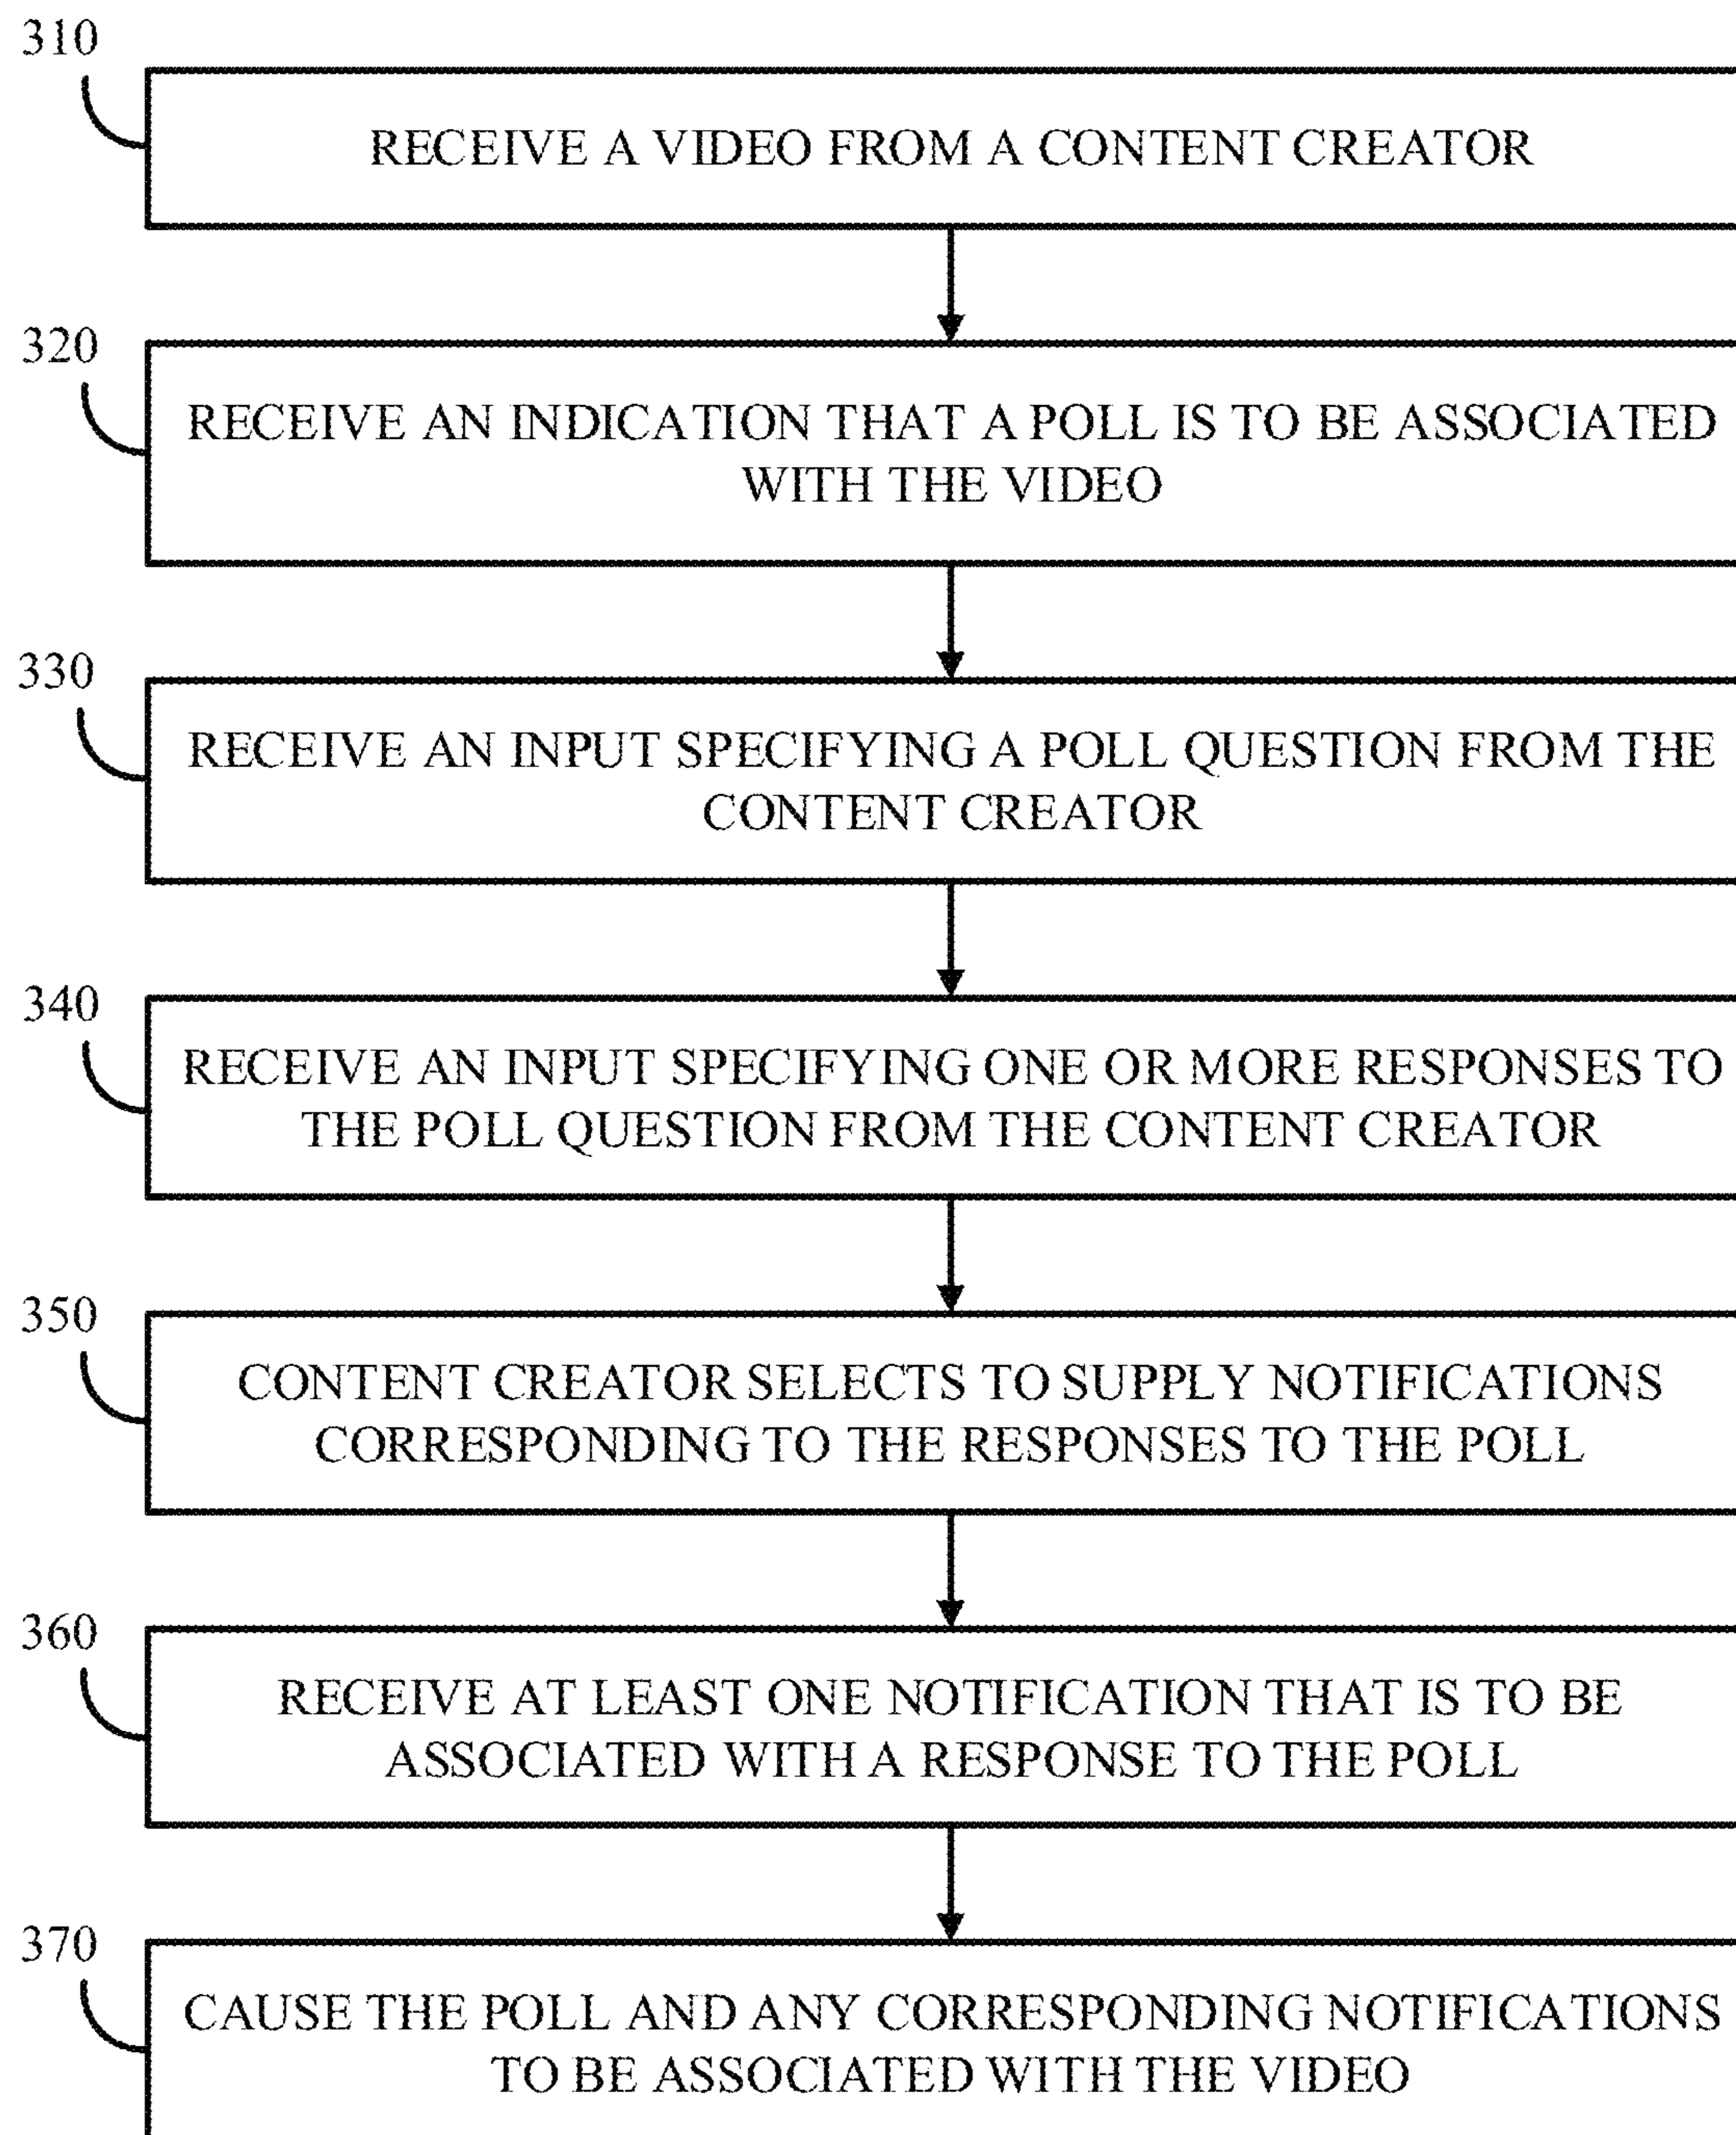 310
RECEIVE A VIDEO FROM A CONTENT CREATOR
320
RECEIVE AN INDICATION THAT A POLL IS TO BE ASSOCIATED
WITH THE VIDEO
330
RECEIVE AN INPUT SPECIFYING A POLL QUESTION FROM THE
CONTENT CREATOR
340
RECEIVE AN INPUT SPECIFYING ONE OR MORE RESPONSES TO
THE POLL QUESTION FROM THE CONTENT CREATOR
350
CONTENT CREATOR SELECTS TO SUPPLY NOTIFICATIONS
CORRESPONDING TO THE RESPONSES TO THE POLL
360
RECEIVE AT LEAST ONE NOTIFICATION THAT IS TO BE
ASSOCIATED WITH A RESPONSE TO THE POLL
370
CAUSE THE POLL AND ANY CORRESPONDING NOTIFICATIONS
TO BE ASSOCIATED WITH THE VIDEO